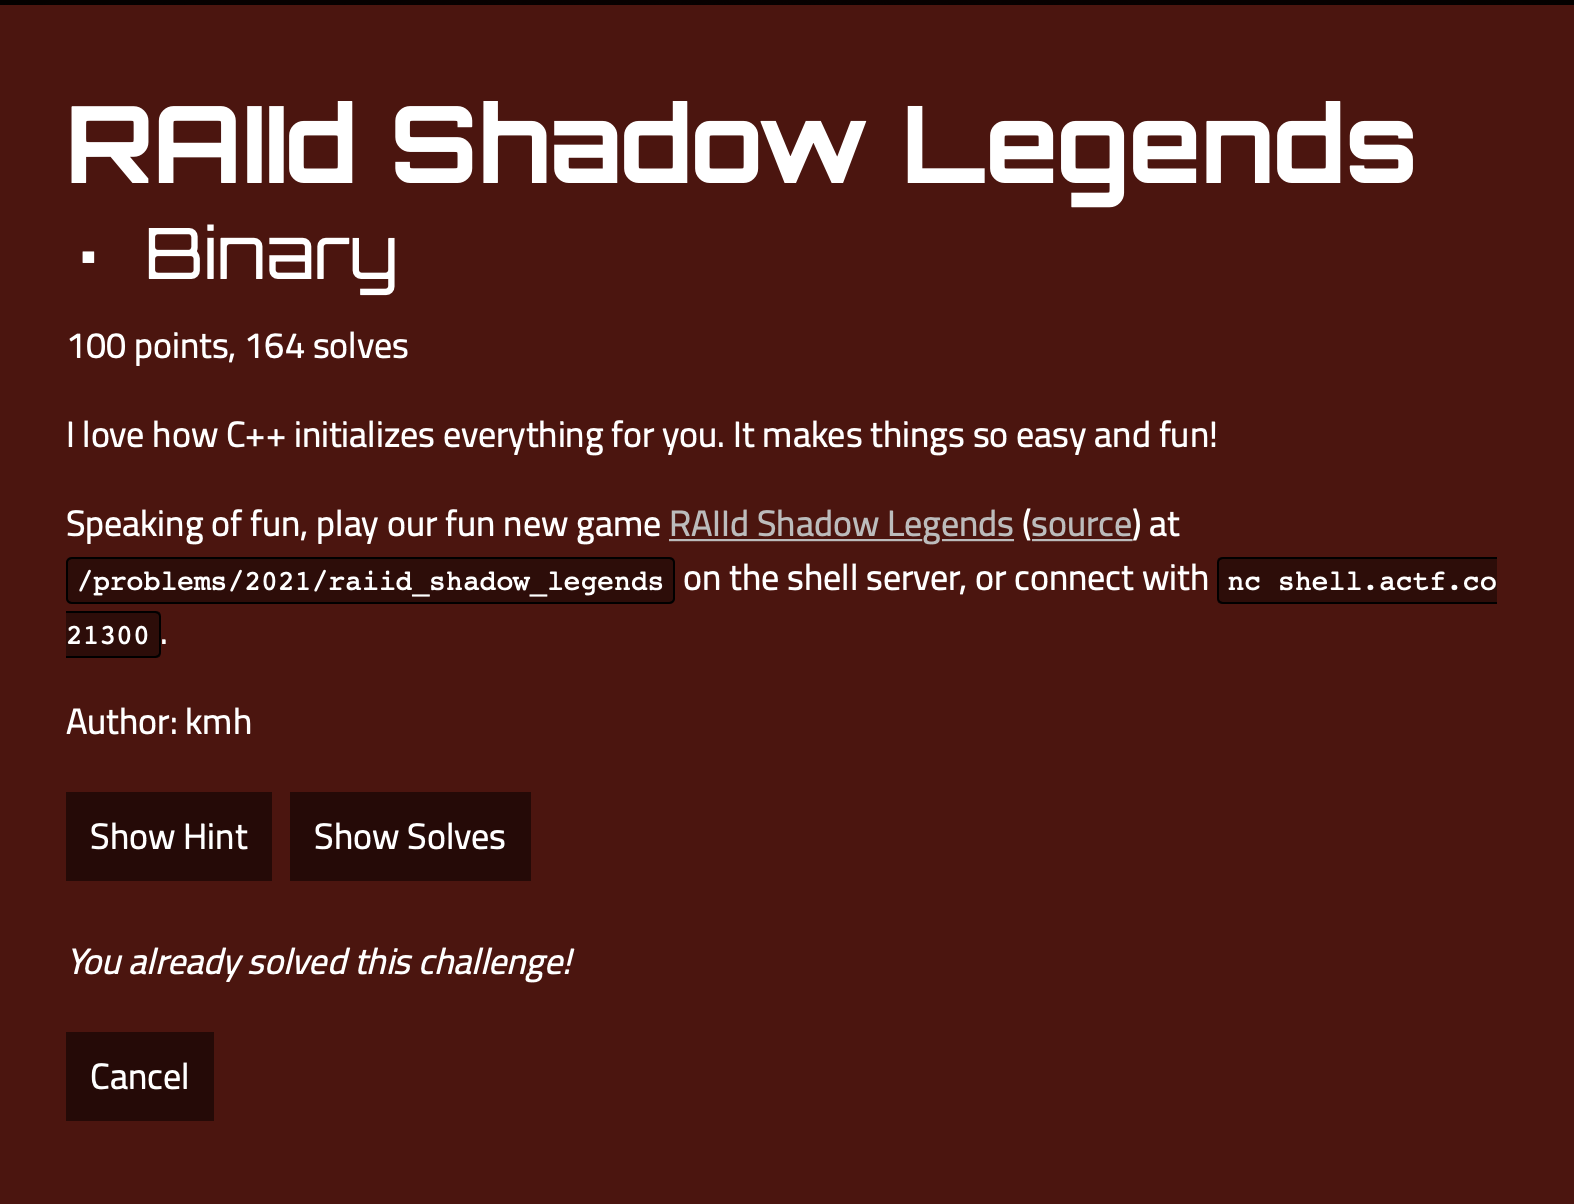 RAIId Shadow Legends
· Binary
100 points, 164 solves
I love how C++ initializes everything for you. It makes things so easy and fun!
Speaking of fun, play our fun new game RAIId Shadow Legends (source) at
/problems/2021/raiid_shadow_legends on the shell server, or connect with nc shell.actf.co
21300.
Author: kmh
Show Hint Show Solves
You already solved this challenge!
Cancel